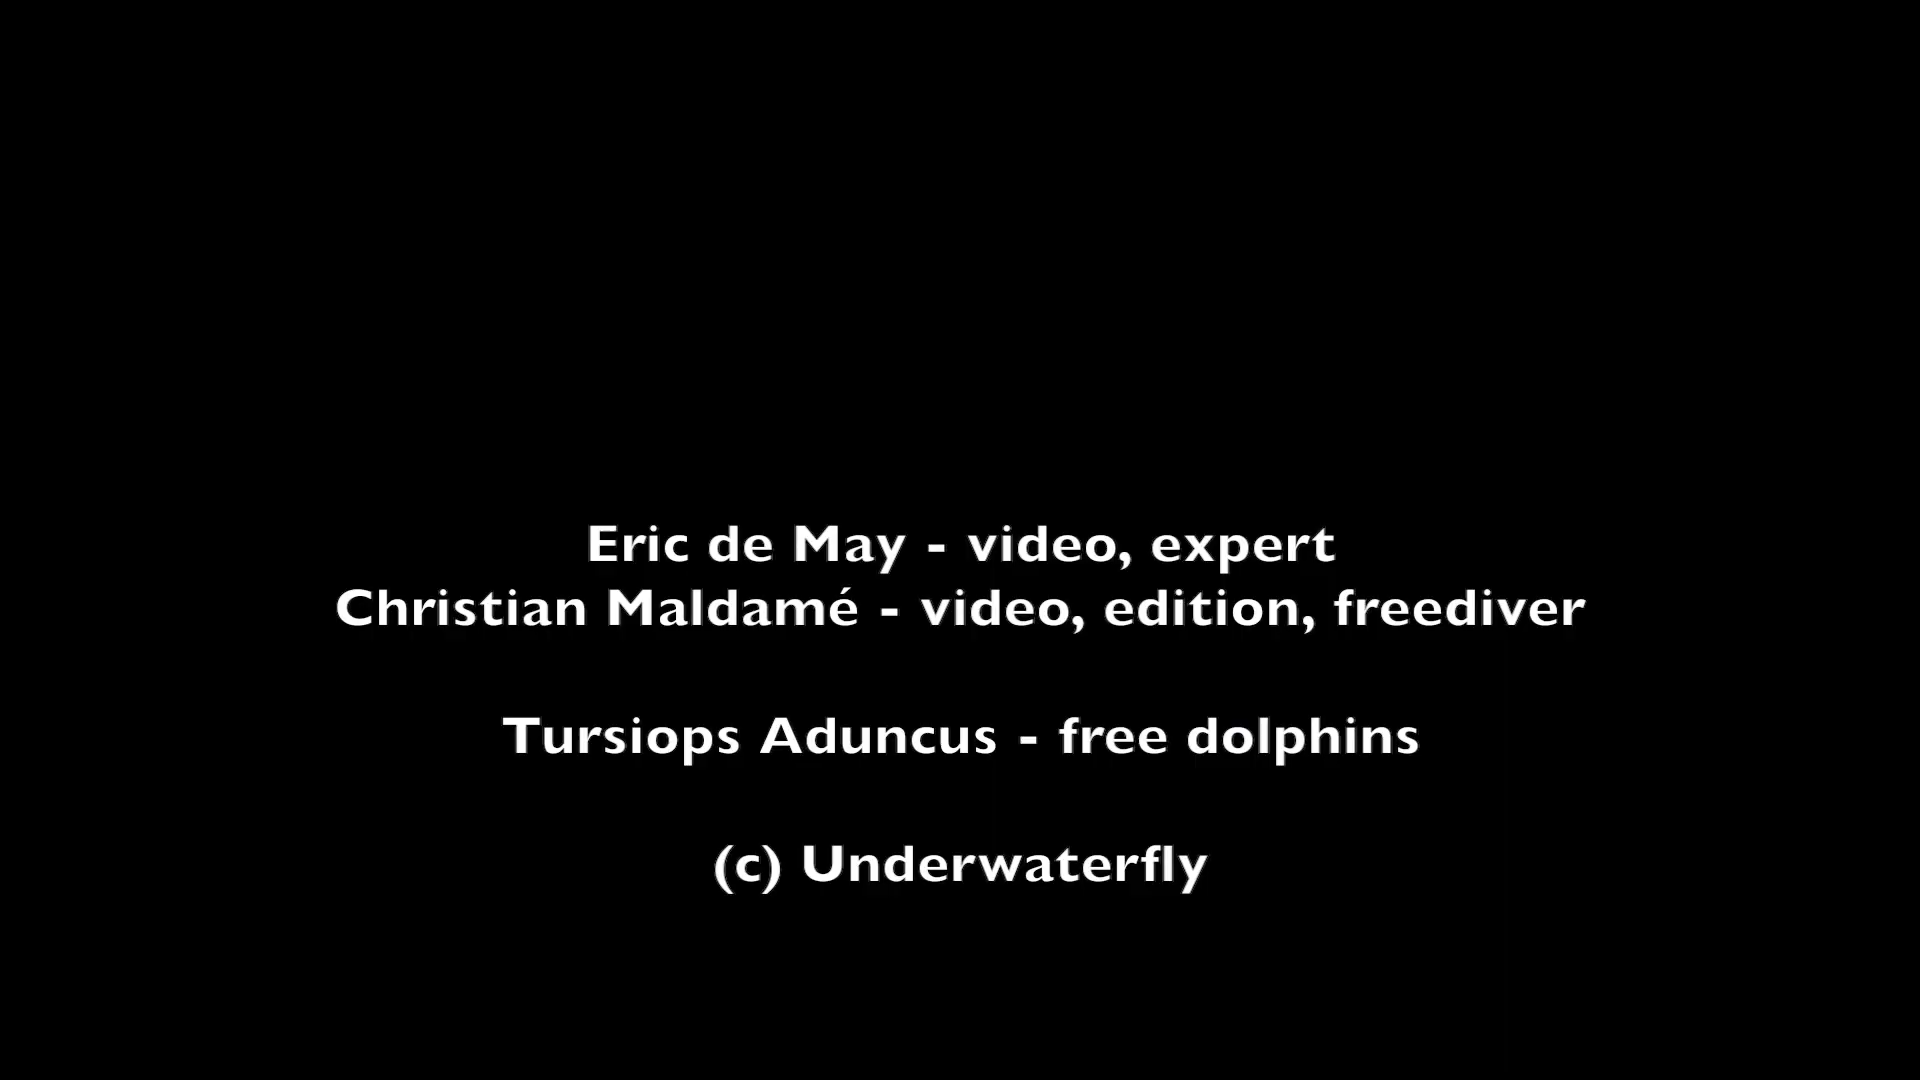 Eric de May - video, expert
Christian Maldamé - video, edition, freediver
Tursiops Aduncus - free dolphins
(c) Underwaterfly